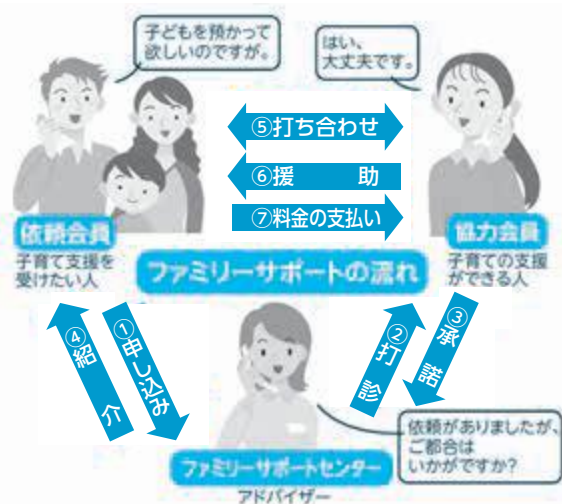 子どもを預かって
欲しいのですが。
はい、
大丈夫です。
⑤打ち合わせ
⑥援　助
⑦料金の支払い
依頼会員
子育て支援を
受けたい人
協力会員
子育ての支援
ができる人
ファミリーサポートの流れ
①申し込み
②打診
③承諾
④紹介
依頼がありましたが、
ご都合は
いかがですか?
ファミリーサポートセンター
アドバイザー